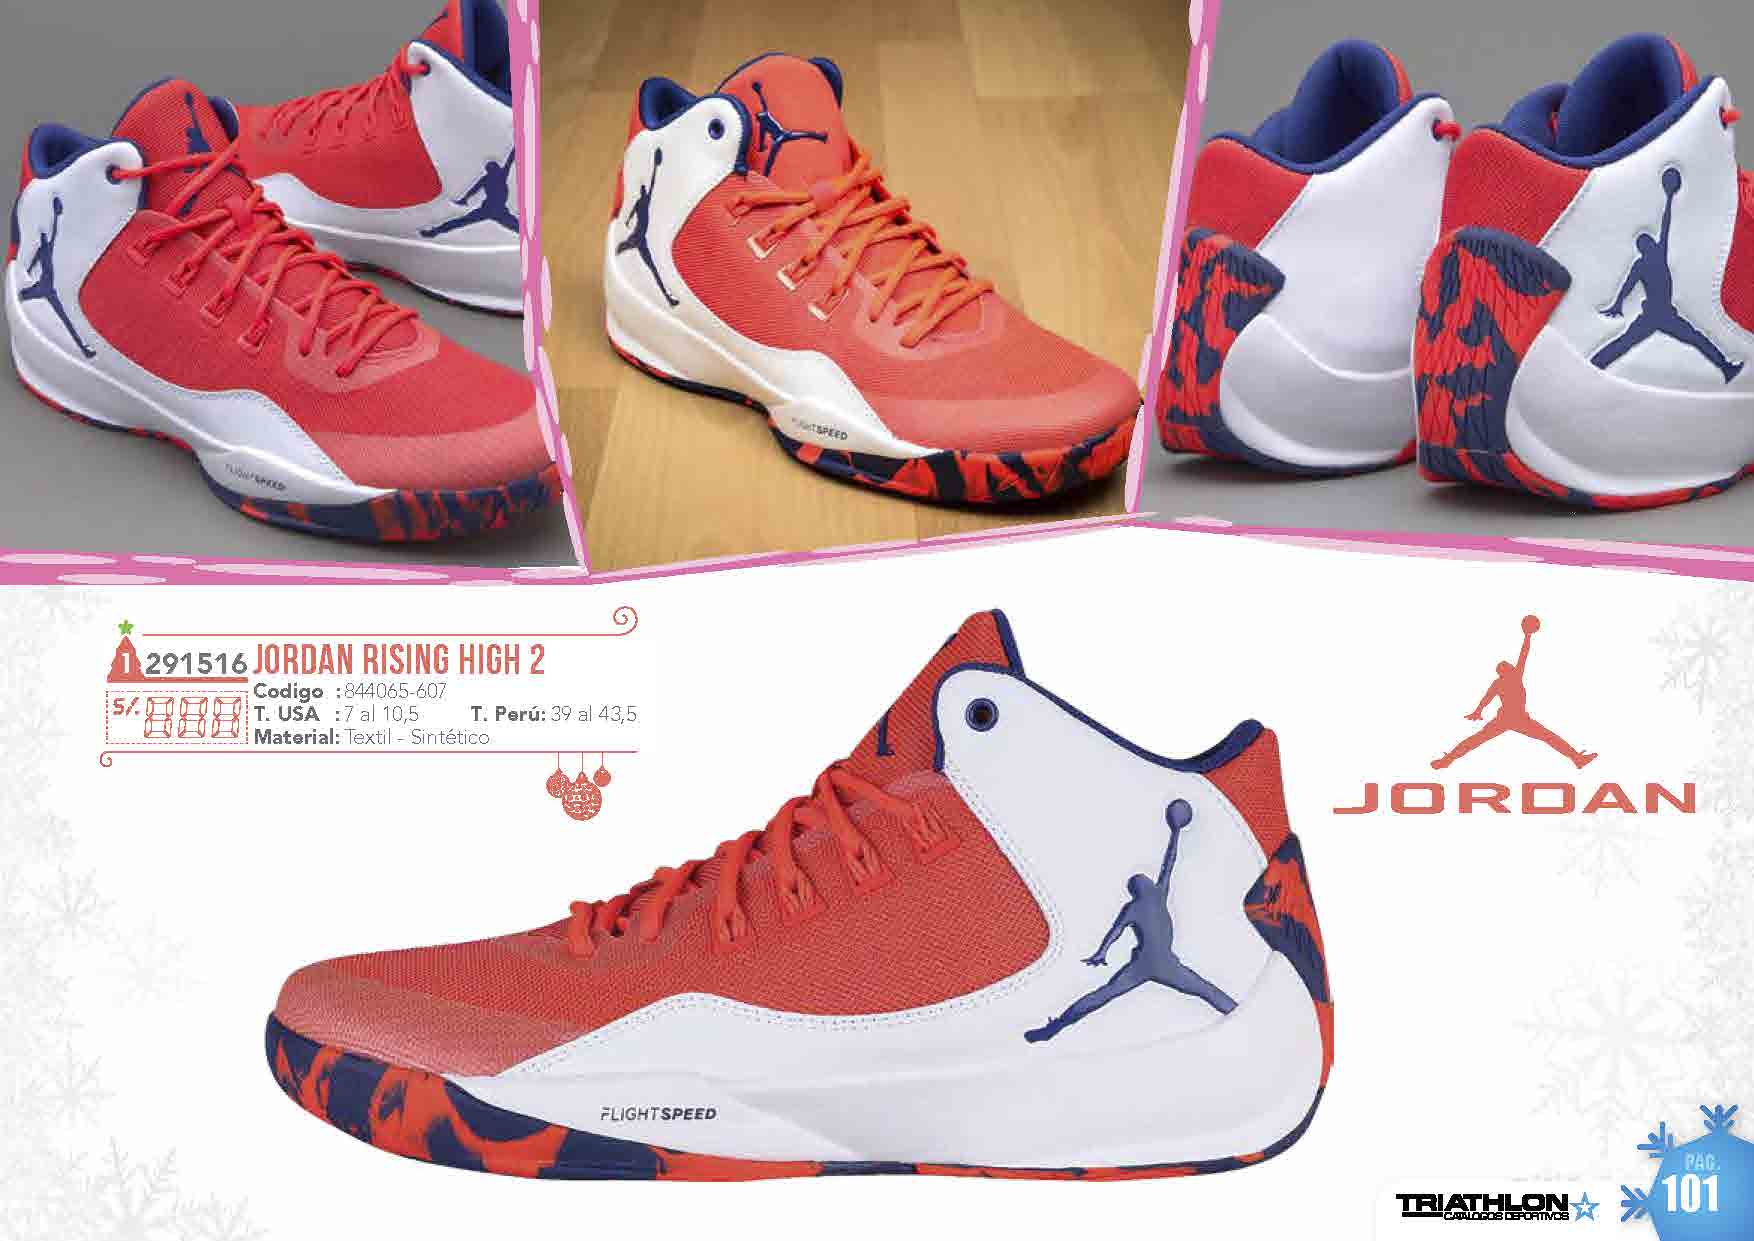 FLIGHTSPEED
FLIGHTSPEED
1 291516 JORDAN RISING HIGH 2
S/. 888
Codigo : 844065-607
T. USA : 7 al 10,5 T. Perú: 39 al 43,5
Material: Textil - Sintético
JORDAN
FLIGHTSPEED
TRIATHLON
CATALOGOS DEPORTIVOS
PAG.
101